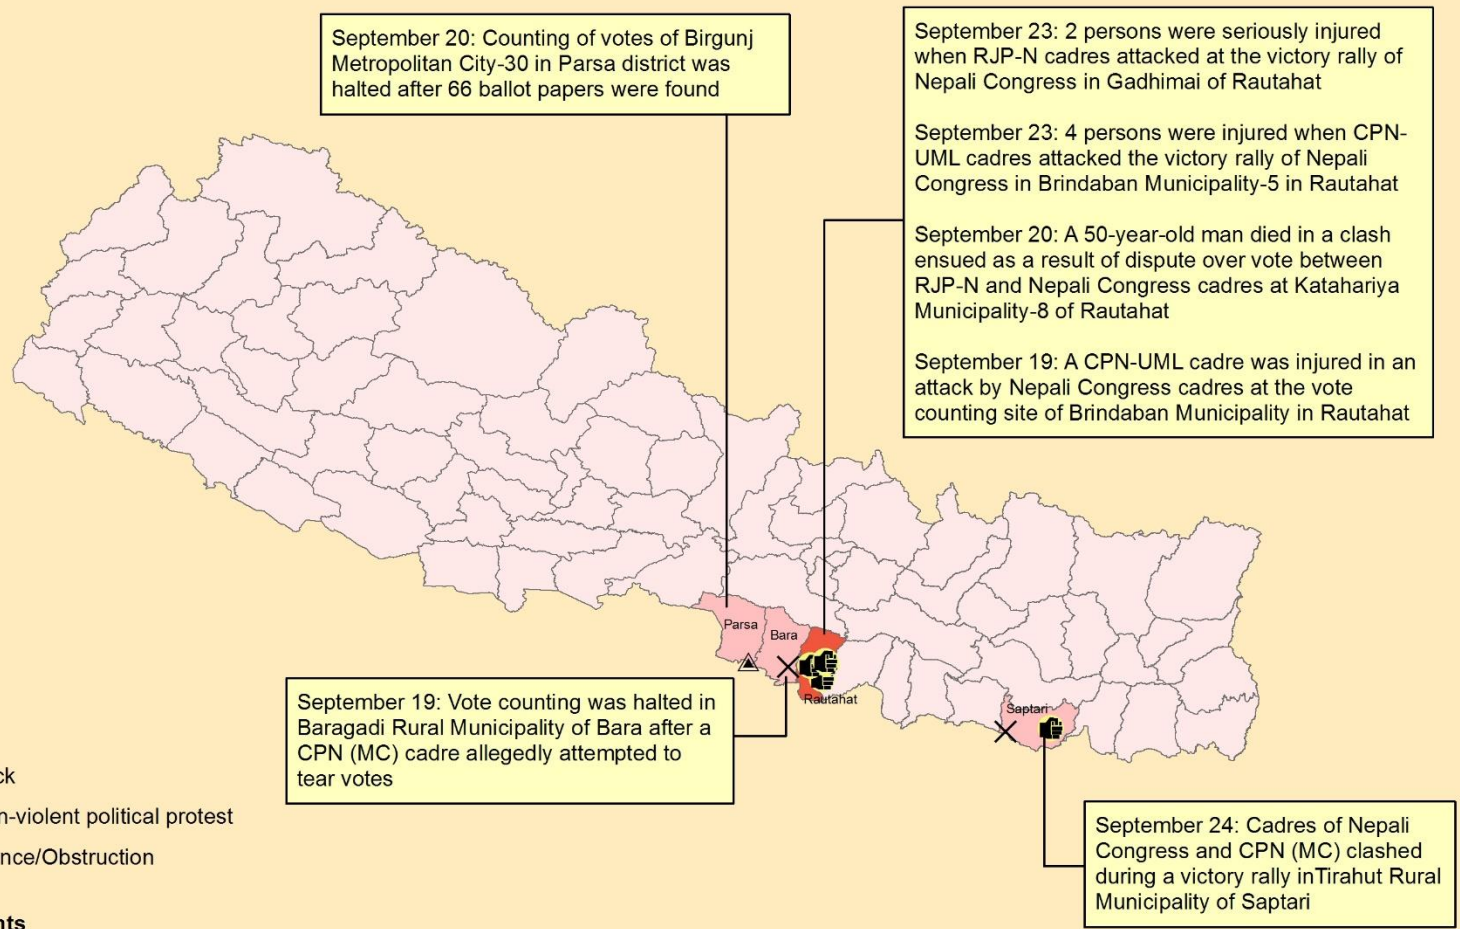 September 20: Counting of votes of Birgunj
Metropolitan City-30 in Parsa district was
halted after 66 ballot papers were found
September 23: 2 persons were seriously injured
when RJP-N cadres attacked at the victory rally of
Nepali Congress in Gadhimai of Rautahat
September 23: 4 persons were injured when CPN-
UML cadres attacked the victory rally of Nepali
Congress in Brindaban Municipality-5 in Rautahat
September 20: A 50-year-old man died in a clash
ensued as a result of dispute over vote between
RJP-N and Nepali Congress cadres at Katahariya
Municipality-8 of Rautahat
September 19: A CPN-UML cadre was injured in an
attack by Nepali Congress cadres at the vote
counting site of Brindaban Municipality in Rautahat
Parsa
Bara
Rautahat
Saptari
September 19: Vote counting was halted in
Baragadi Rural Municipality of Bara after a
CPN (MC) cadre allegedly attempted to
tear votes
ck
n-violent political protest
nce/Obstruction
nts
September 24: Cadres of Nepali
Congress and CPN (MC) clashed
during a victory rally inTirahut Rural
Municipality of Saptari